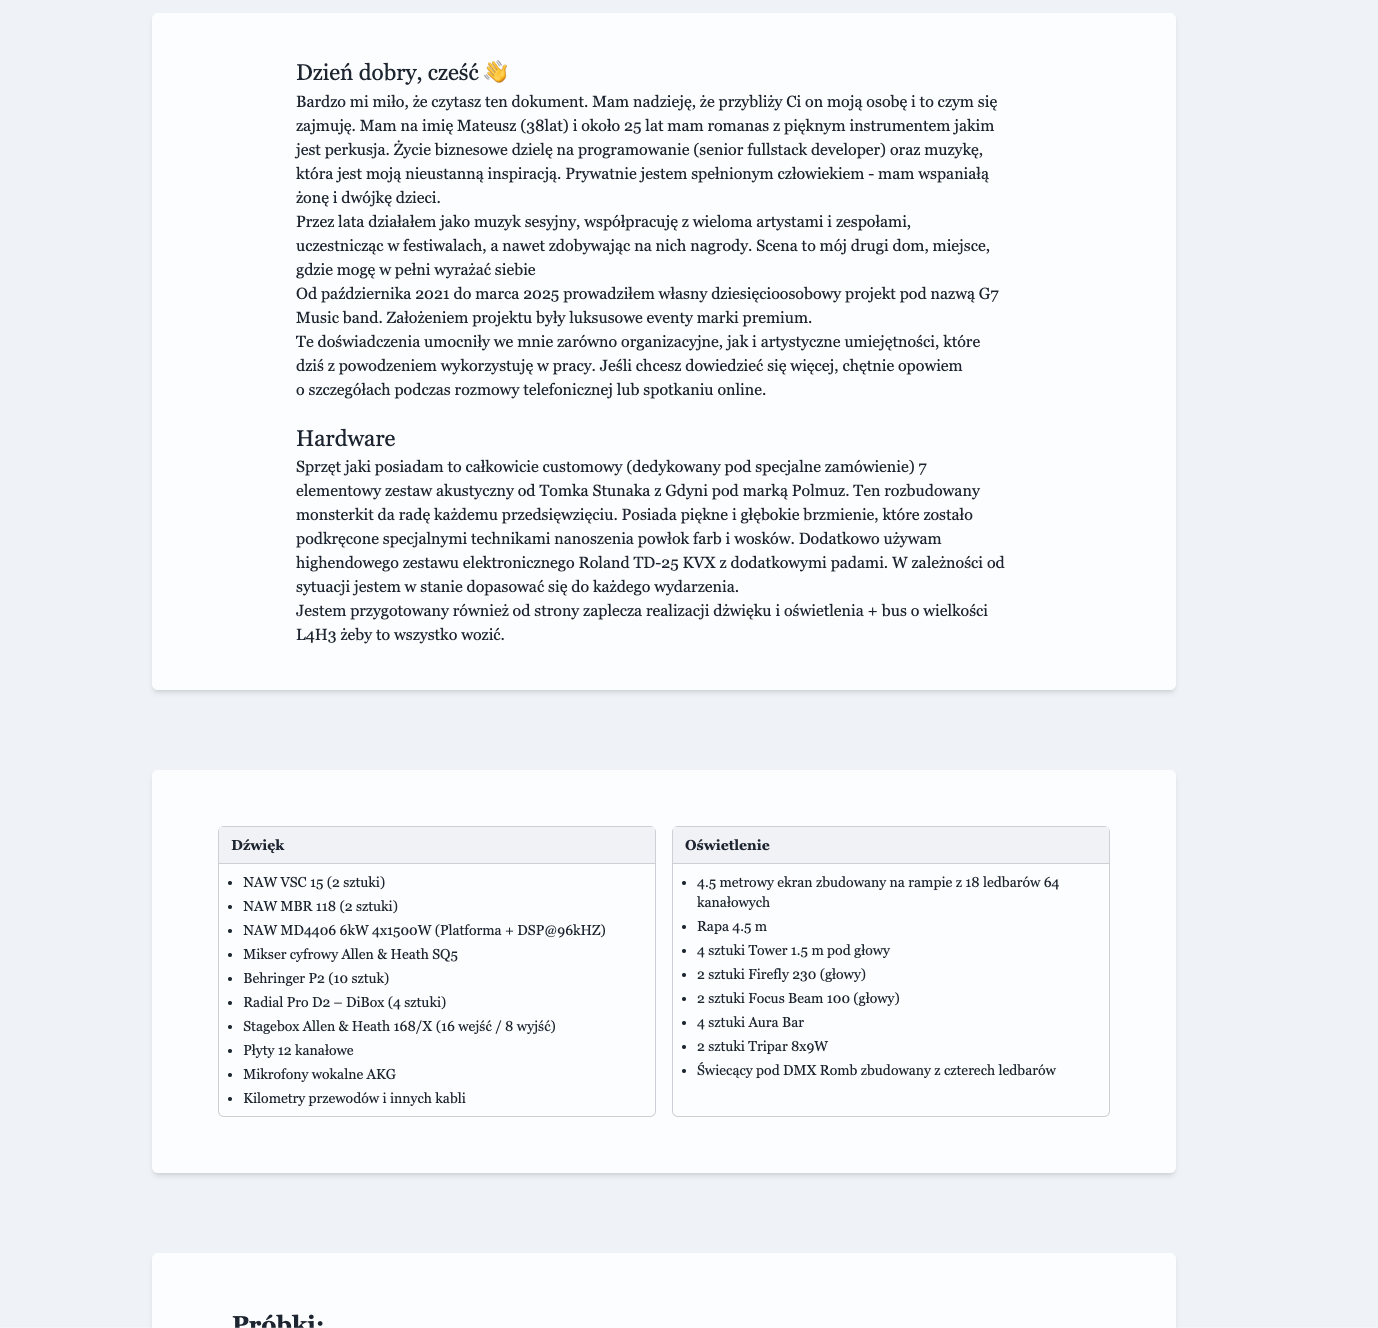 Dzień dobry, cześć 👋
Bardzo mi miło, że czytasz ten dokument. Mam nadzieję, że przybliży Ci on moją osobę i to czym się
zajmuję. Mam na imię Mateusz (38lat) i około 25 lat mam romanas z pięknym instrumentem jakim
jest perkusja. Życie biznesowe dzielę na programowanie (senior fullstack developer) oraz muzykę,
która jest moją nieustanną inspiracją. Prywatnie jestem spełnionym człowiekiem - mam wspaniałą
żonę i dwójkę dzieci.
Przez lata działałem jako muzyk sesyjny, współpracuję z wieloma artystami i zespołami,
uczestnicząc w festiwalach, a nawet zdobywając na nich nagrody. Scena to mój drugi dom, miejsce,
gdzie mogę w pełni wyrażać siebie
Od października 2021 do marca 2025 prowadziłem własny dziesięcioosobowy projekt pod nazwą G7
Music band. Założeniem projektu były luksusowe eventy marki premium.
Te doświadczenia umocniły we mnie zarówno organizacyjne, jak i artystyczne umiejętności, które
dziś z powodzeniem wykorzystuję w pracy. Jeśli chcesz dowiedzieć się więcej, chętnie opowiem
o szczegółach podczas rozmowy telefonicznej lub spotkaniu online.
Hardware
Sprzęt jaki posiadam to całkowicie customowy (dedykowany pod specjalne zamówienie) 7
elementowy zestaw akustyczny od Tomka Stunaka z Gdyni pod marką Polmuz. Ten rozbudowany
monsterkit da radę każdemu przedsięwzięciu. Posiada piękne i głębokie brzmienie, które zostało
podkręcone specjalnymi technikami nanoszenia powłok farb i wosków. Dodatkowo używam
highendowego zestawu elektronicznego Roland TD-25 KVX z dodatkowymi padami. W zależności od
sytuacji jestem w stanie dopasować się do każdego wydarzenia.
Jestem przygotowany również od strony zaplecza realizacji dżwięku i oświetlenia + bus o wielkości
L4H3 żeby to wszystko wozić.
Dźwięk
• NAW VSC 15 (2 sztuki)
• NAW MBR 118 (2 sztuki)
• NAW MD4406 6kW 4x1500W (Platforma + DSP@96kHZ)
• Mikser cyfrowy Allen & Heath SQ5
• Behringer P2 (10 sztuk)
• Radial Pro D2 – DiBox (4 sztuki)
• Stagebox Allen & Heath 168/X (16 wejść / 8 wyjść)
• Płyty 12 kanałowe
• Mikrofony wokalne AKG
• Kilometry przewodów i innych kabli
Oświetlenie
• 4.5 metrowy ekran zbudowany na rampie z 18 ledbarów 64
kanałowych
• Rapa 4.5 m
• 4 sztuki Tower 1.5 m pod głowy
• 2 sztuki Firefly 230 (głowy)
• 2 sztuki Focus Beam 100 (głowy)
• 4 sztuki Aura Bar
• 2 sztuki Tripar 8x9W
• Świecący pod DMX Romb zbudowany z czterech ledbarów
Próbki: